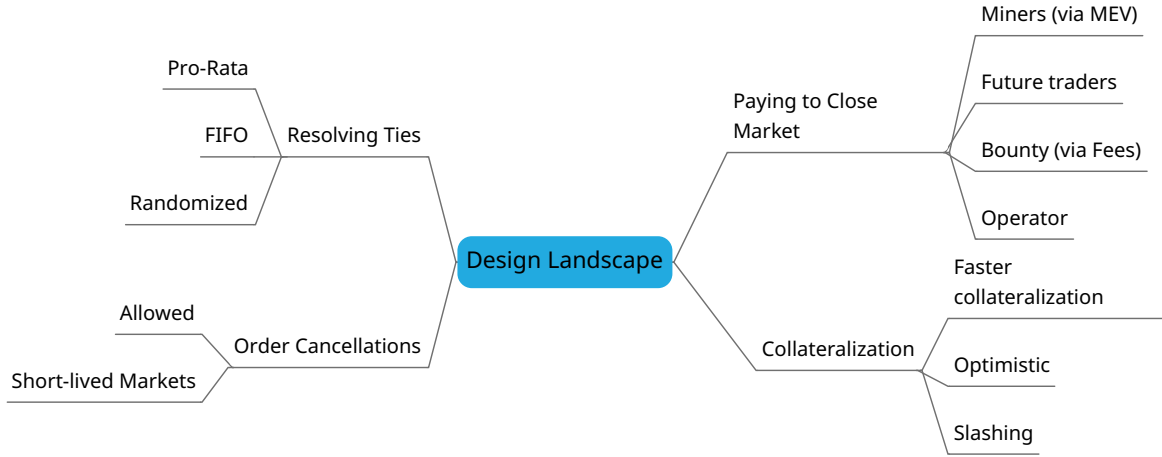 Design Landscape
Resolving Ties
Pro-Rata
FIFO
Randomized
Order Cancellations
Allowed
Short-lived Markets
Paying to Close
Market
Miners (via MEV)
Future traders
Bounty (via Fees)
Operator
Collateralization
Faster
collateralization
Optimistic
Slashing